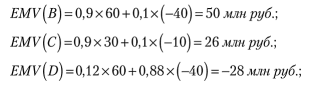 EMV(B)=0,9×60+0,1×(−40)=50 млн руб.;
EMV(C)=0,9×30+0,1×(−10)=26 млн руб.;
EMV(D)=0,12×60+0,88×(−40)=−28 млн руб.;